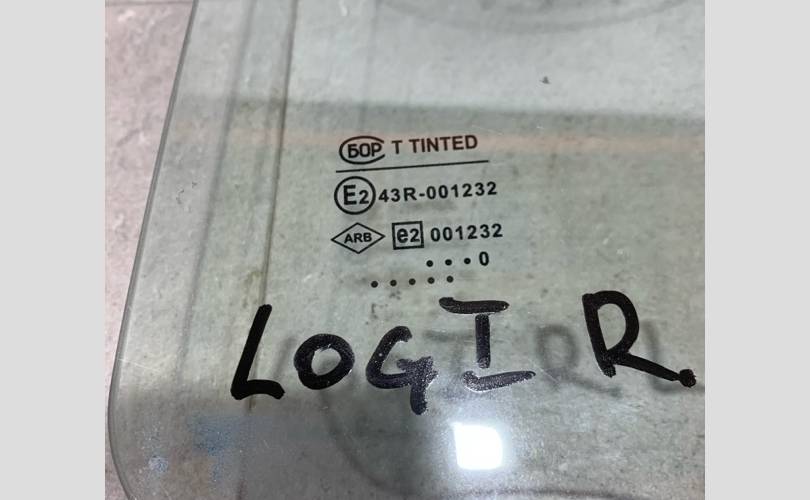 БОР T TINTED
E2 43R-001232
ARB e2 001232
...0
.....
LOGI R.